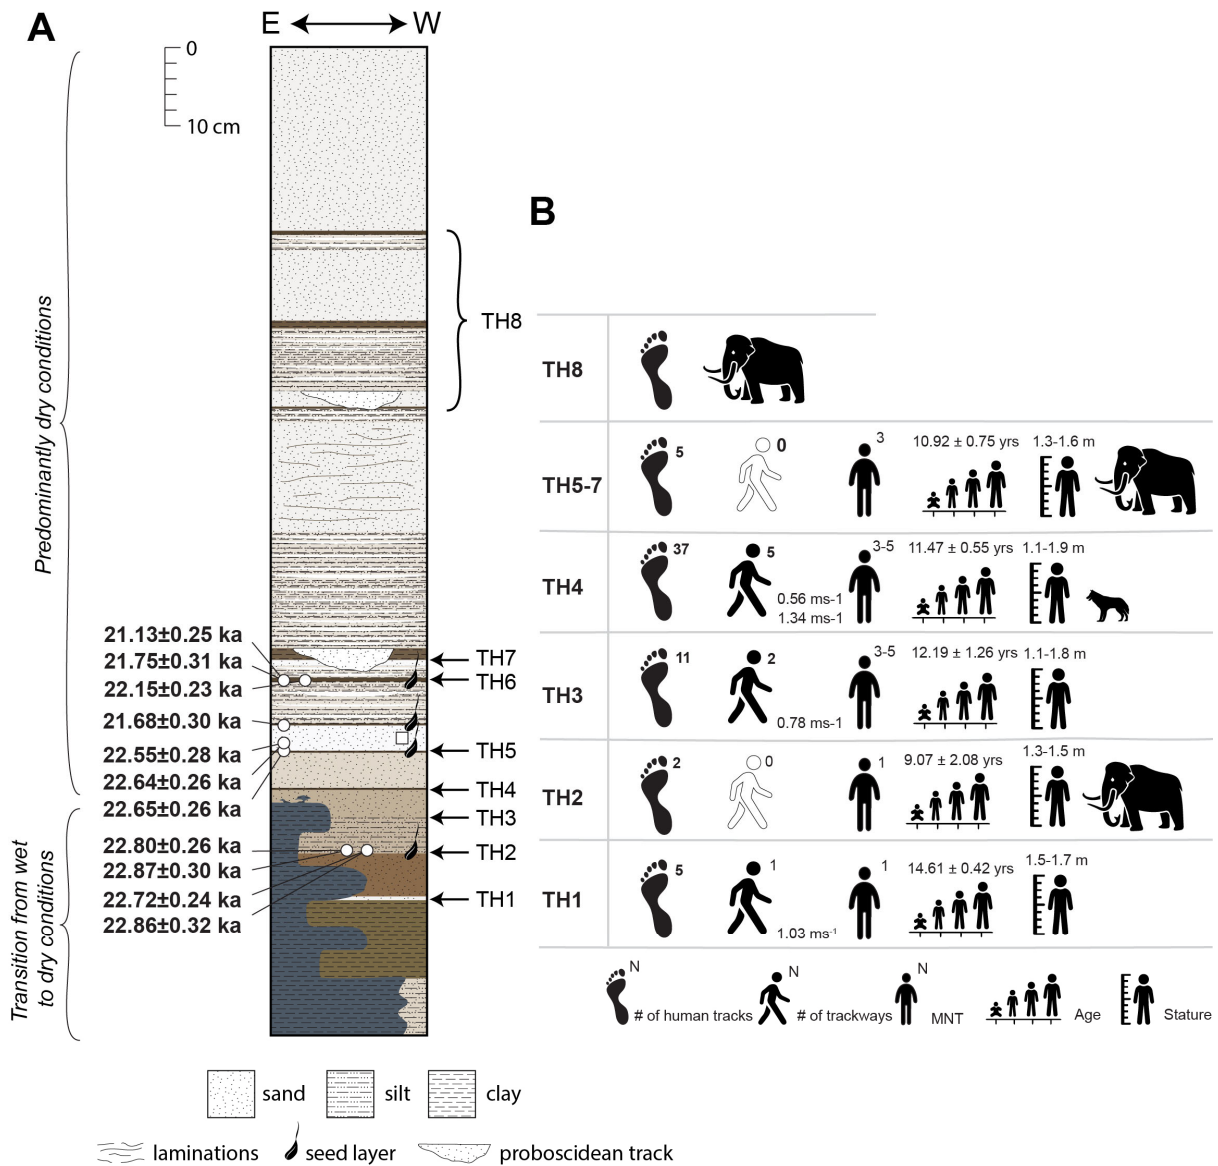 A
E W
0
10 cm
Predominantly dry conditions
TH8
21.13±0.25 ka
21.75±0.31 ka
22.15±0.23 ka
21.68±0.30 ka
22.55±0.28 ka
22.64±0.26 ka
22.65±0.26 ka
22.80±0.26 ka
22.87±0.30 ka
22.72±0.24 ka
22.86±0.32 ka
TH7
TH6
TH5
TH4
TH3
TH2
TH1
Transition from wet
to dry conditions
sand silt clay
laminations seed layer proboscidean track
B
TH8
TH5-7 5 0 3 10.92 ± 0.75 yrs 1.3-1.6 m
TH4 37 5 3-5 11.47 ± 0.55 yrs 1.1-1.9 m
0.56 ms-1
1.34 ms-1
TH3 11 2 3-5 12.19 ± 1.26 yrs 1.1-1.8 m
0.78 ms-1
TH2 2 0 1 9.07 ± 2.08 yrs 1.3-1.5 m
TH1 5 1 1 14.61 ± 0.42 yrs 1.5-1.7 m
1.03 ms⁻¹
N N N
# of human tracks # of trackways MNT Age Stature